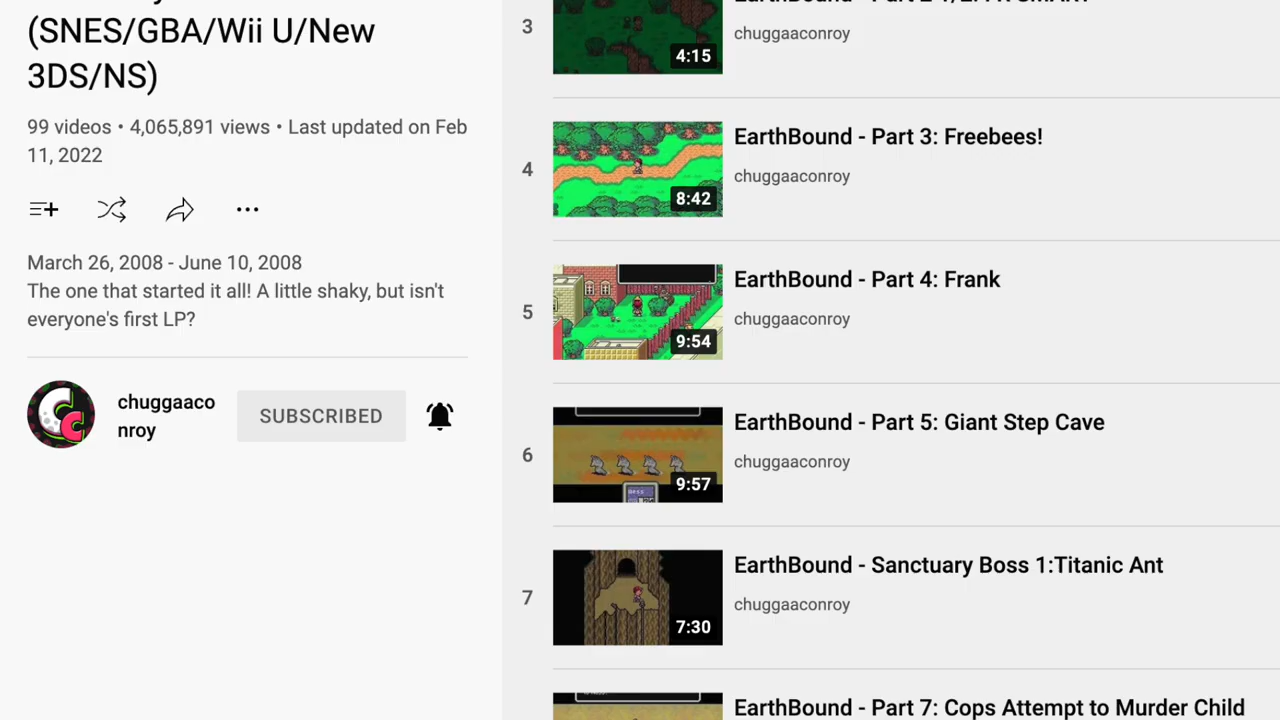 (SNES/GBA/Wii U/New
3DS/NS)
99 videos • 4,065,891 views • Last updated on Feb
11, 2022
March 26, 2008 - June 10, 2008
The one that started it all! A little shaky, but isn't
everyone's first LP?
chuggaaco
nroy
SUBSCRIBED
3
4:15
chuggaaconroy
4
8:42
EarthBound - Part 3: Freebees!
chuggaaconroy
5
9:54
EarthBound - Part 4: Frank
chuggaaconroy
6
9:57
EarthBound - Part 5: Giant Step Cave
chuggaaconroy
7
7:30
EarthBound - Sanctuary Boss 1:Titanic Ant
chuggaaconroy
EarthBound - Part 7: Cops Attempt to Murder Child